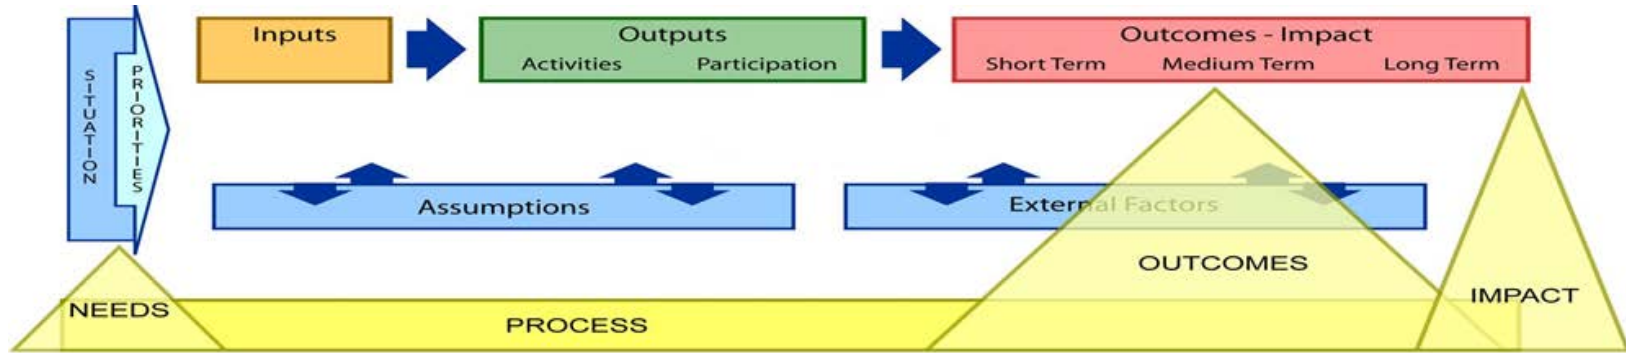 SITUATION
PRIORITIES
Inputs
Outputs
Activities Participation
Outcomes - Impact
Short Term Medium Term Long Term
Assumptions
External Factors
NEEDS
PROCESS
OUTCOMES
IMPACT